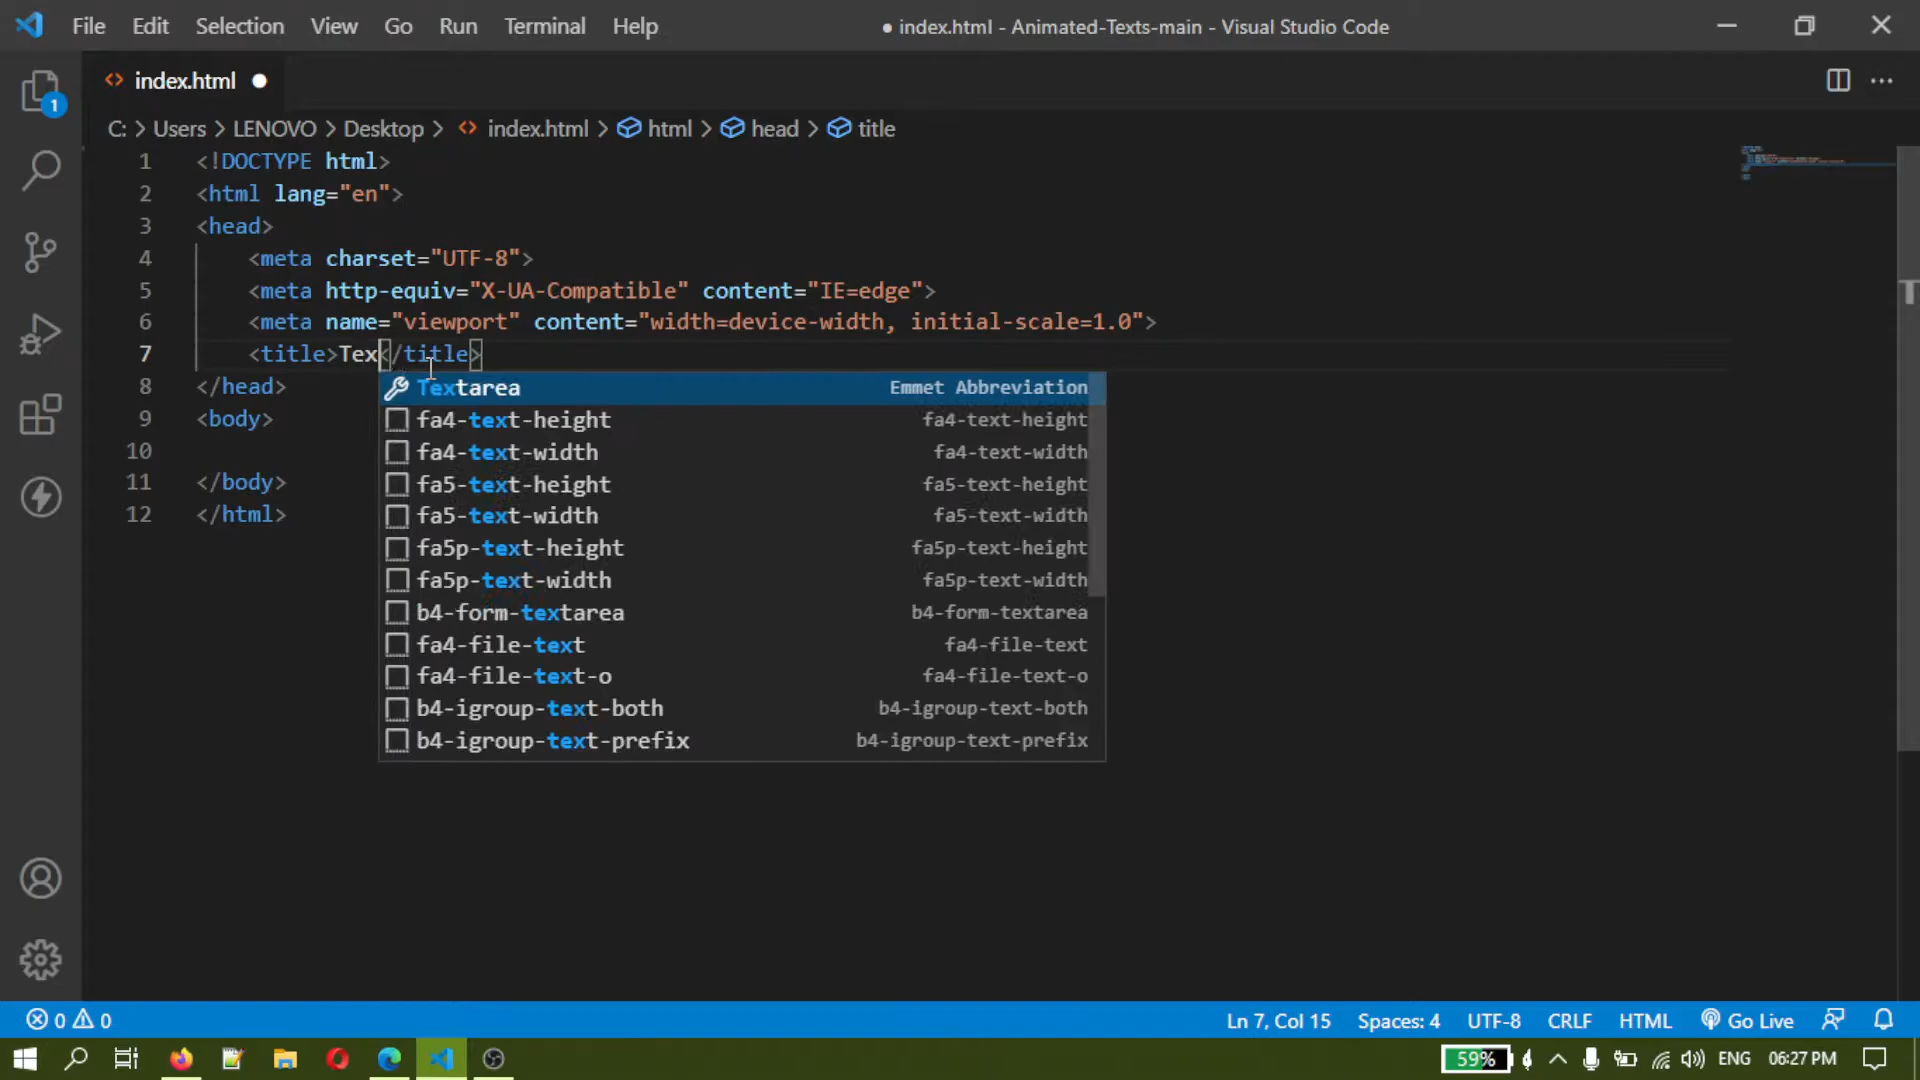 File Edit Selection View Go Run Terminal Help ● index.html - Animated-Texts-main - Visual Studio Code
index.html
1
C: > Users > LENOVO > Desktop > index.html > html > head > title
1 <!DOCTYPE html>
2 <html lang="en">
3 <head>
4 <meta charset="UTF-8">
5 <meta http-equiv="X-UA-Compatible" content="IE=edge">
6 <meta name="viewport" content="width=device-width, initial-scale=1.0">
7 <title>Tex</title>
8 </head>
9 <body>
10
11 </body>
12 </html>
Textarea Emmet Abbreviation
fa4-text-height fa4-text-height
fa4-text-width fa4-text-width
fa5-text-height fa5-text-height
fa5-text-width fa5-text-width
fa5p-text-height fa5p-text-height
fa5p-text-width fa5p-text-width
b4-form-textarea b4-form-textarea
fa4-file-text fa4-file-text
fa4-file-text-o fa4-file-text-o
b4-igroup-text-both b4-igroup-text-both
b4-igroup-text-prefix b4-igroup-text-prefix
0 0 Ln 7, Col 15 Spaces: 4 UTF-8 CRLF HTML Go Live
59% ENG 06:27 PM